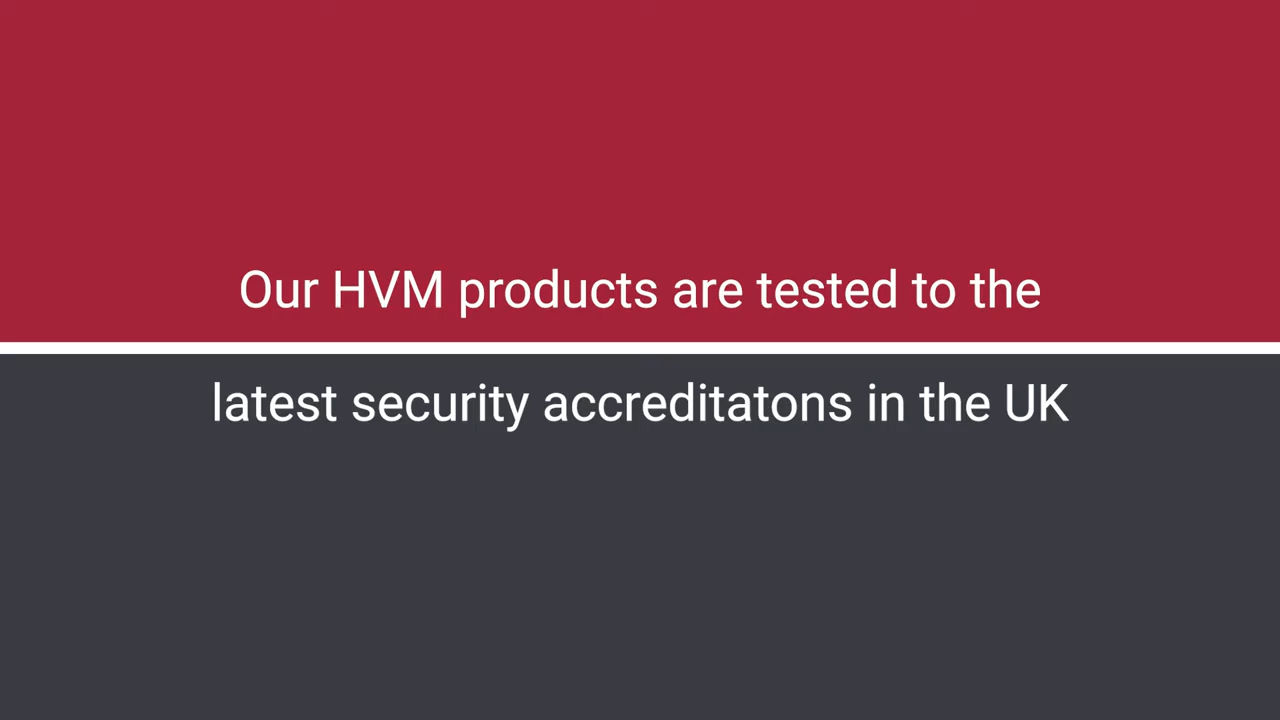 Our HVM products are tested to the
latest security accreditatons in the UK